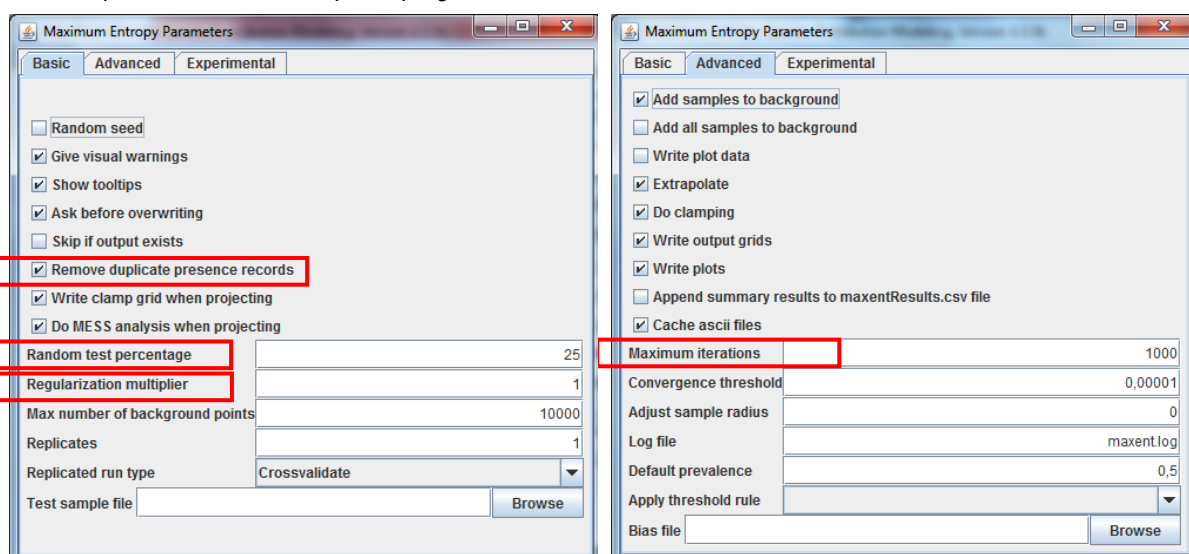 Maximum Entropy Parameters
Basic Advanced Experimental
Random seed
Give visual warnings
Show tooltips
Ask before overwriting
Skip if output exists
Remove duplicate presence records
Write clamp grid when projecting
Do MESS analysis when projecting
Random test percentage 25
Regularization multiplier 1
Max number of background points 10000
Replicates 1
Replicated run type Crossvalidate
Test sample file Browse
Maximum Entropy Parameters
Basic Advanced Experimental
Add samples to background
Add all samples to background
Write plot data
Extrapolate
Do clamping
Write output grids
Write plots
Append summary results to maxentResults.csv file
Cache ascii files
Maximum iterations 1000
Convergence threshold 0,00001
Adjust sample radius 0
Log file maxent.log
Default prevalence 0,5
Apply threshold rule
Bias file Browse